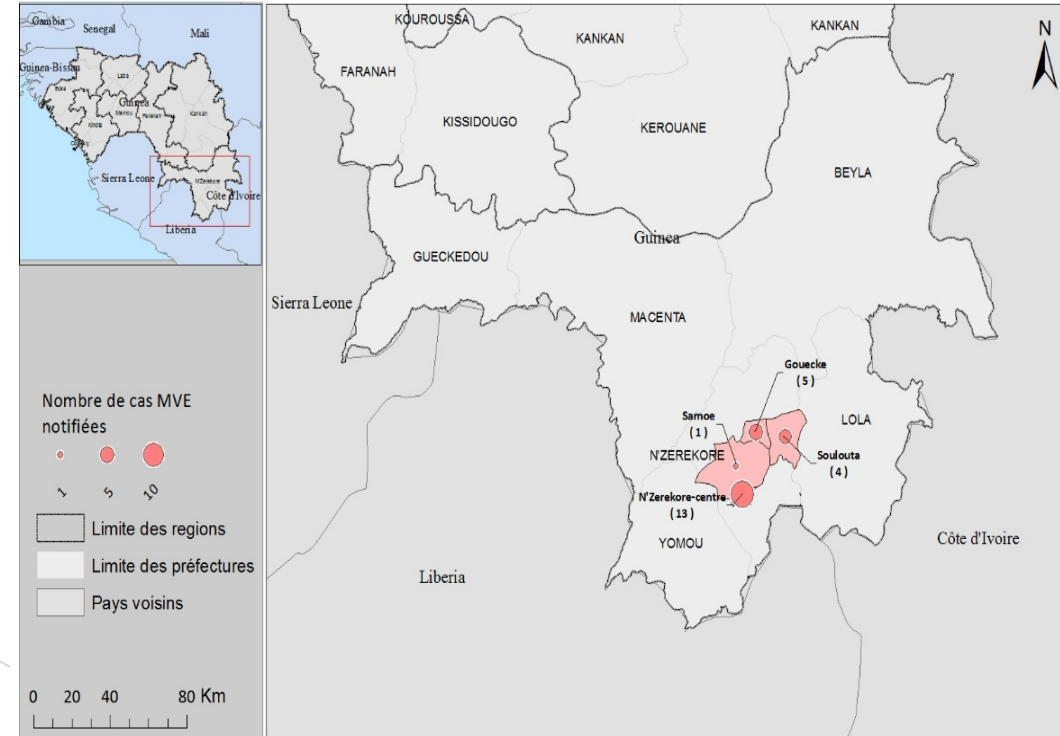 Gambia
Senegal
Mali
Guinea-Bissau
Guinea
Kankan
Sierra Leone
N'Zerekore
Côte d'Ivoire
Liberia
Nombre de cas MVE
notifiées
1
5
10
Limite des regions
Limite des préfectures
Pays voisins
0 20 40 80 Km
N
KOUROUSSA
KANKAN
KANKAN
FARANAH
KISSIDOUGO
KEROUANE
BEYLA
Guinea
GUECKEDOU
Sierra Leone
MACENTA
Gouecke
( 5 )
Samoe
( 1 )
LOLA
N'ZEREKORE
Soulouta
( 4 )
N'Zerekore-centre
( 13 )
YOMOU
Côte d'Ivoire
Liberia